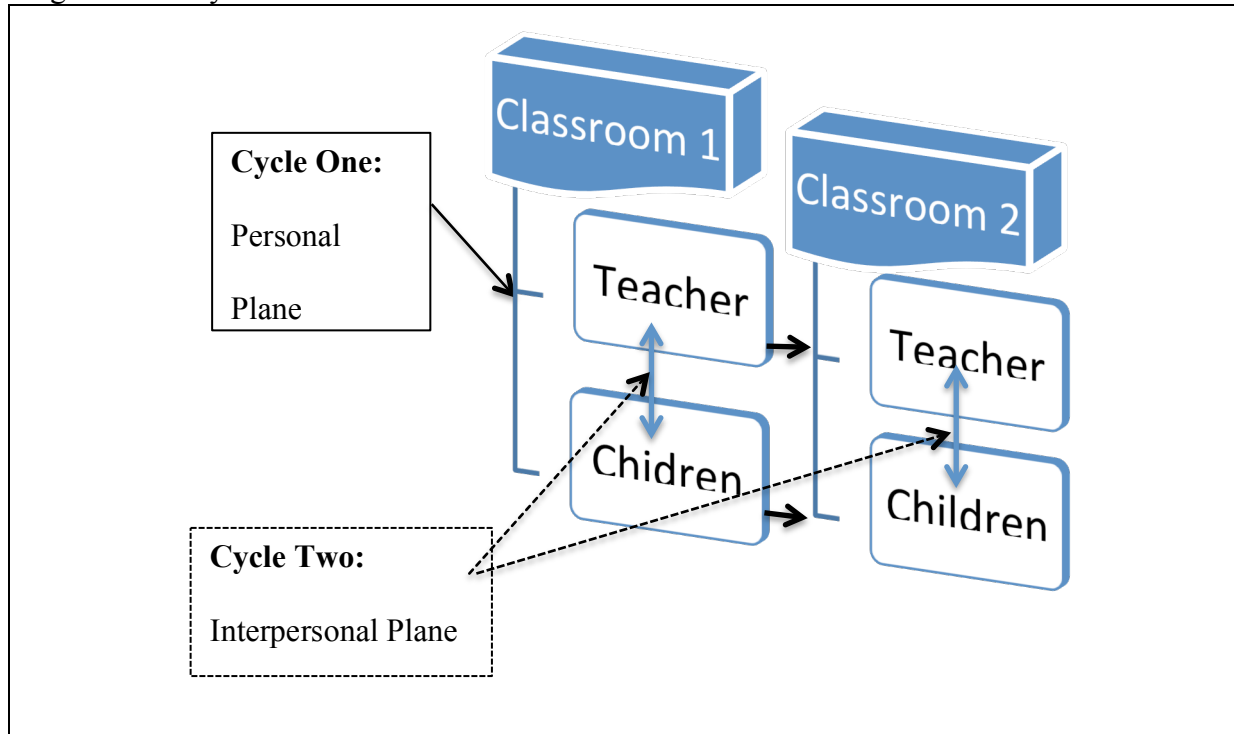 Classroom 1
Cycle One:
Personal
Plane
Classroom 2
Teacher
Teacher
Chidren
Children
Cycle Two:
Interpersonal Plane